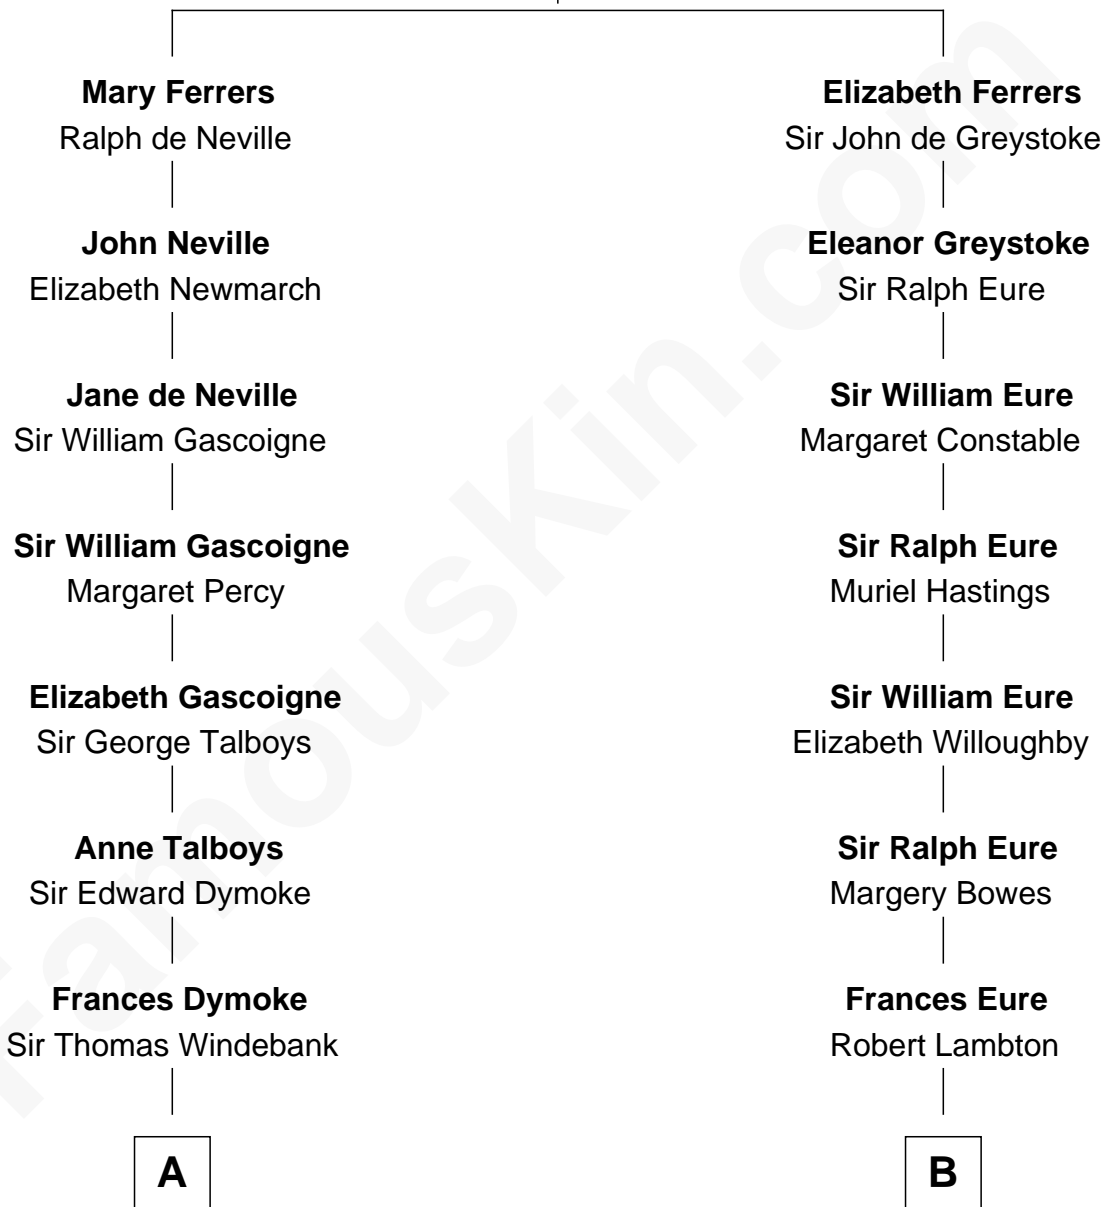 Mary Ferrers
Ralph de Neville
John Neville
Elizabeth Newmarch
Jane de Neville
Sir William Gascoigne
Sir William Gascoigne
Margaret Percy
Elizabeth Gascoigne
Sir George Talboys
Anne Talboys
Sir Edward Dymoke
Frances Dymoke
Sir Thomas Windebank
A
Elizabeth Ferrers
Sir John de Greystoke
Eleanor Greystoke
Sir Ralph Eure
Sir William Eure
Margaret Constable
Sir Ralph Eure
Muriel Hastings
Sir William Eure
Elizabeth Willoughby
Sir Ralph Eure
Margery Bowes
Frances Eure
Robert Lambton
B
FamousKin.com